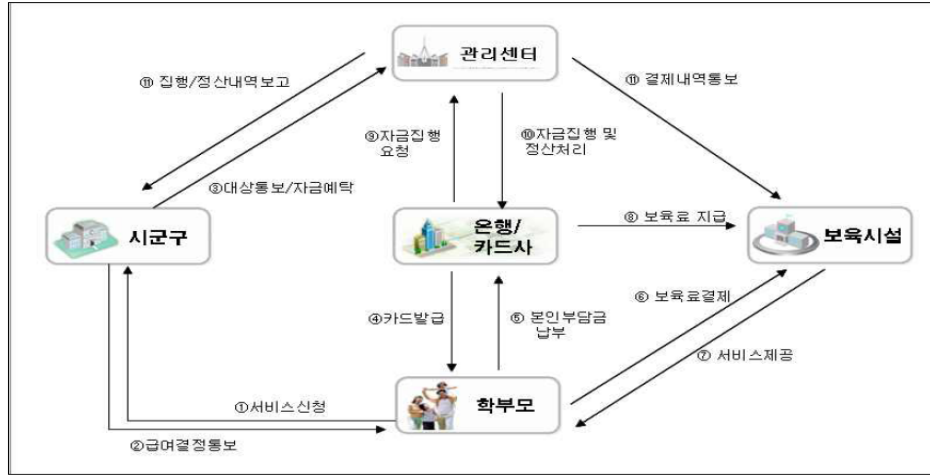 관리센터
⑪ 집행/정산내역보고
⑪ 결제내역통보
⑨자금집행
요청
⑩자금집행 및
정산처리
③대상통보/자금예탁
시군구
은행/
카드사
⑧ 보육료 지급
보육시설
④카드발급
⑤ 본인부담금
납부
⑥ 보육료결제
⑦ 서비스제공
①서비스신청
학부모
②급여결정통보